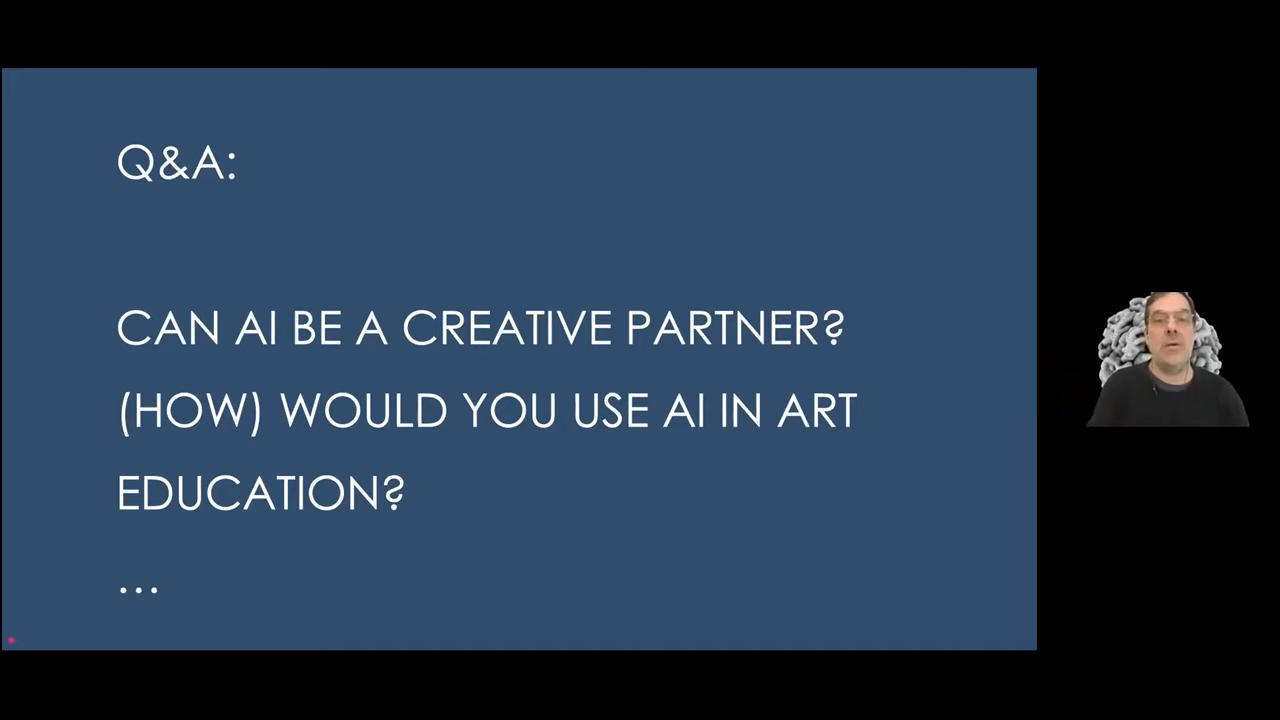 Q&A:
CAN AI BE A CREATIVE PARTNER?
(HOW) WOULD YOU USE AI IN ART
EDUCATION?
...